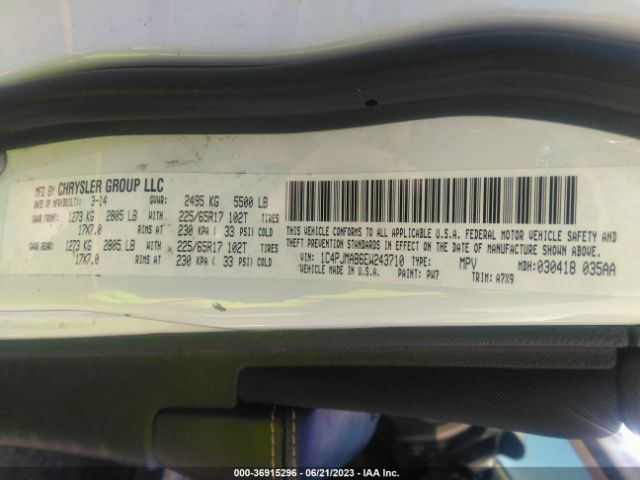 MFD BY CHRYSLER GROUP LLC
DATE OF MFR(BUILT): 3-14 GVWR: 2495 KG 5500 LB
GAWR FRONT: 1273 KG 2805 LB WITH 225/65R17 102T TIRES
17X7.0 RIMS AT 230 KPA ( 33 PSI) COLD
GAWR REAR: 1273 KG 2805 LB WITH 225/65R17 102T TIRES
17X7.0 RIMS AT 230 KPA ( 33 PSI) COLD
THIS VEHICLE CONFORMS TO ALL APPLICABLE U.S.A. FEDERAL MOTOR VEHICLE SAFETY AND
THEFT PREVENTION STANDARDS IN EFFECT ON THE DATE OF MANUFACTURE SHOWN ABOVE.
VIN: 1C4PJMAB6EW243710 TYPE: MPV MDH: 030418 035AA
VEHICLE MADE IN U.S.A. PAINT: PW7 TRIM: A7X9
000-36915296 - 06/21/2023 - IAA Inc.